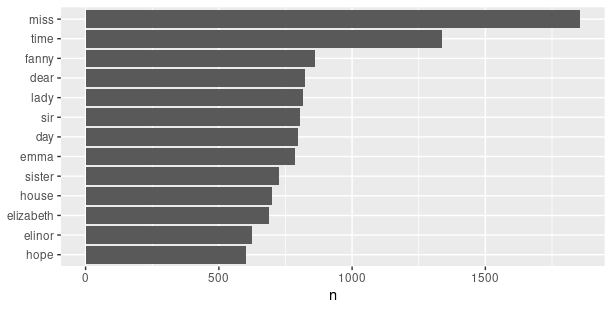 miss
time
fanny
dear
lady
sir
day
emma
sister
house
elizabeth
elinor
hope
0 500 1000 1500
n